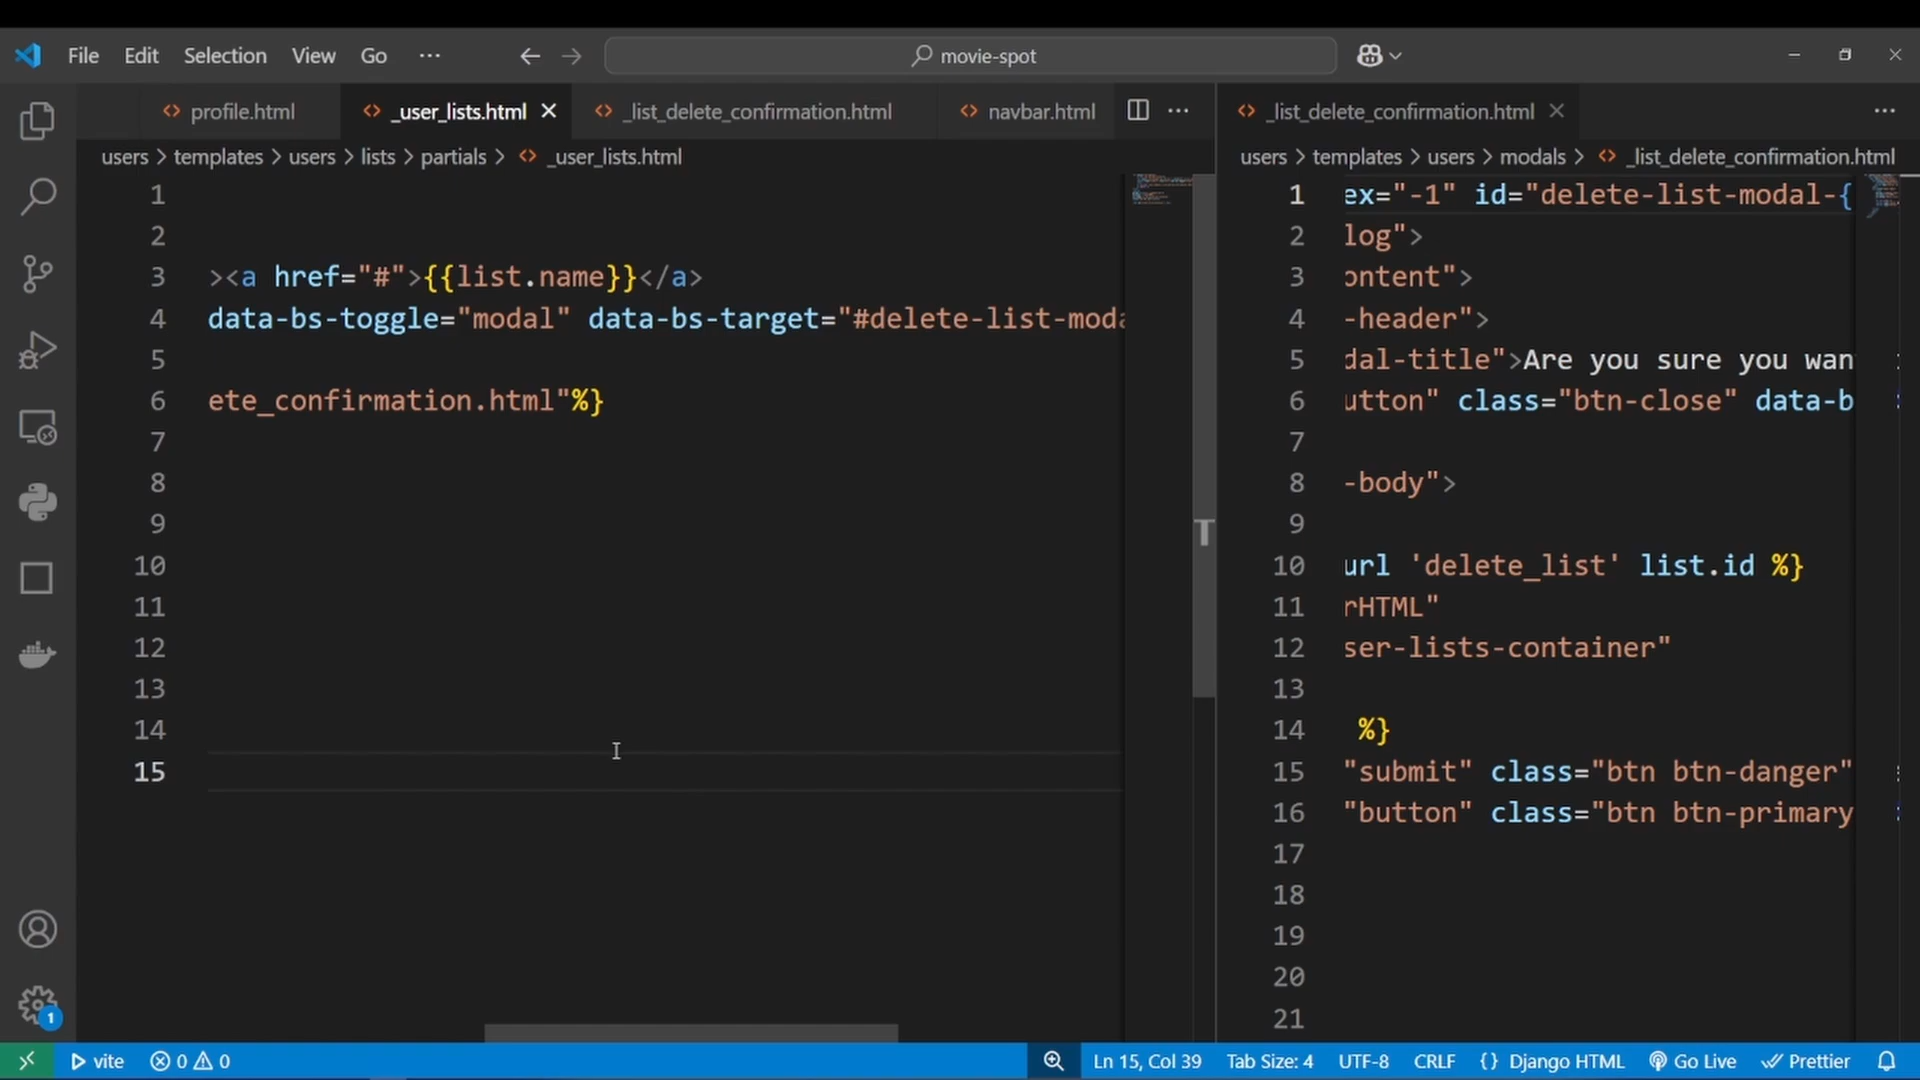 File Edit Selection View Go ··· ← → movie-spot
profile.html _user_lists.html _list_delete_confirmation.html navbar.html ···
users > templates > users > lists > partials > _user_lists.html
1
2
3 ><a href="#">{{list.name}}</a>
4 data-bs-toggle="modal" data-bs-target="#delete-list-moda
5
6 ete_confirmation.html"%}
7
8
9
10
11
12
13
14
15
_list_delete_confirmation.html ···
users > templates > users > modals > _list_delete_confirmation.html
1 ex="-1" id="delete-list-modal-{
2 log">
3 ontent">
4 -header">
5 dal-title">Are you sure you wan
6 utton" class="btn-close" data-b
7
8 -body">
9
10 url 'delete_list' list.id %}
11 rHTML"
12 ser-lists-container"
13
14 %}
15 "submit" class="btn btn-danger"
16 "button" class="btn btn-primary
17
18
19
20
21
1
vite 0 0 Ln 15, Col 39 Tab Size: 4 UTF-8 CRLF {} Django HTML Go Live Prettier